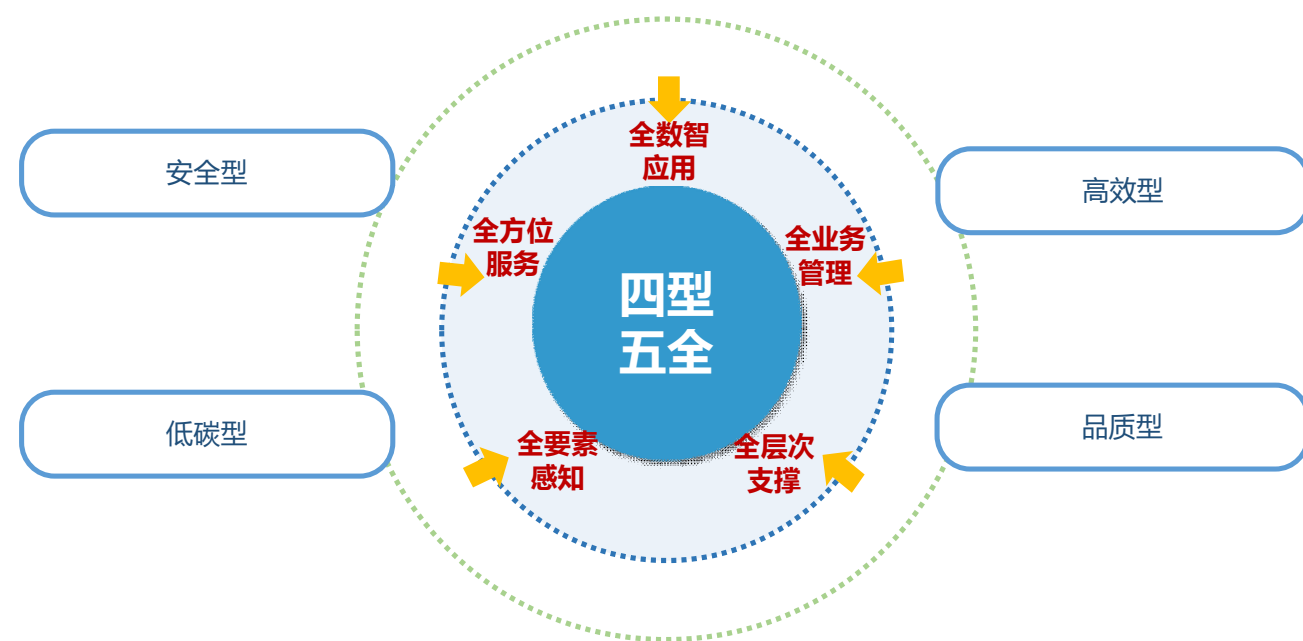 全数智
应用
安全型
高效型
全方位
服务
全业务
管理
四型
五全
低碳型
品质型
全要素
感知
全层次
支撑